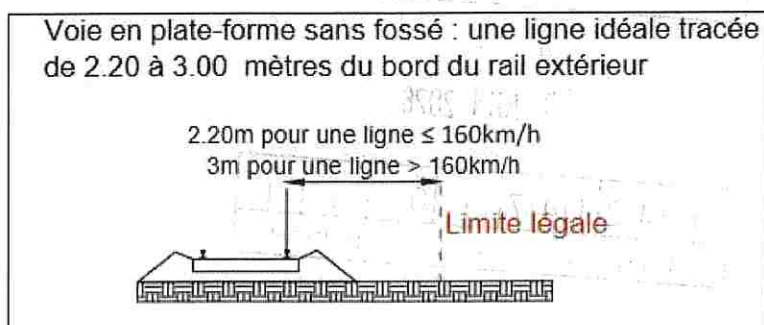 Voie en plate-forme sans fossé : une ligne idéale tracée
de 2.20 à 3.00 mètres du bord du rail extérieur
2.20m pour une ligne ≤ 160km/h
3m pour une ligne > 160km/h
Limite légale